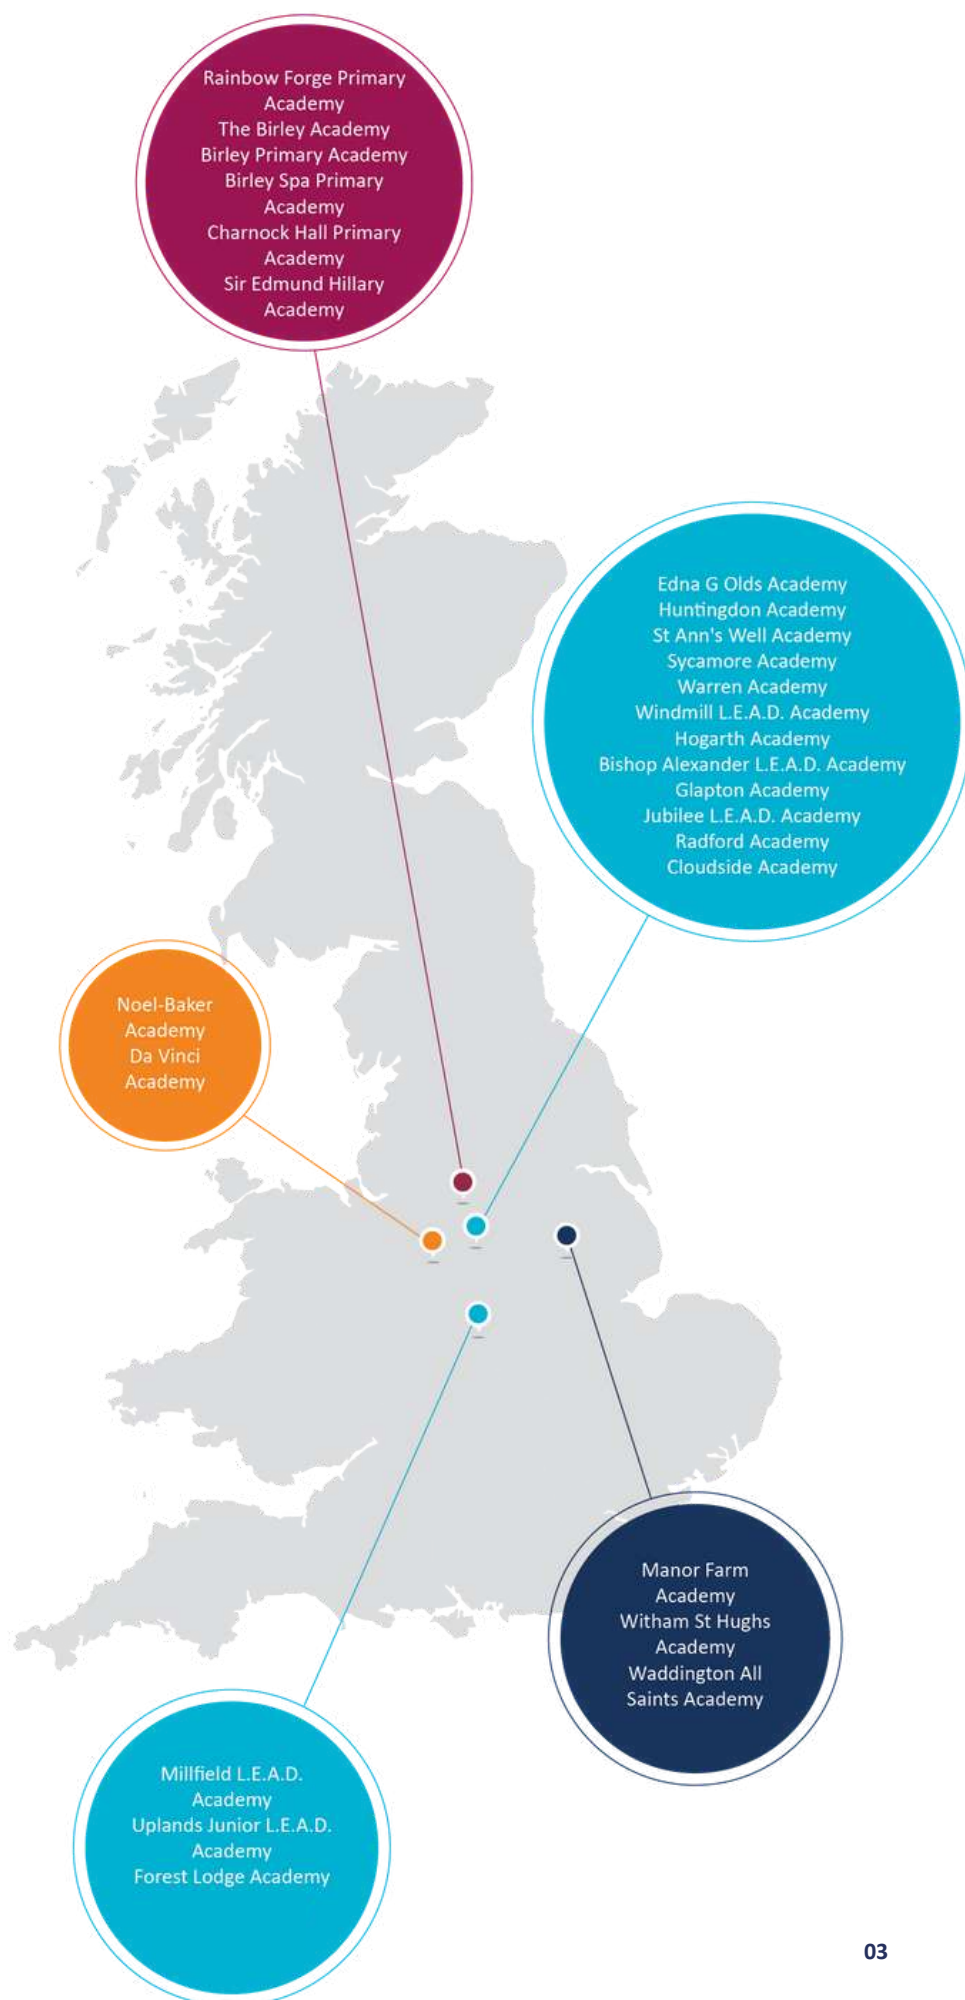 Rainbow Forge Primary
Academy
The Birley Academy
Birley Primary Academy
Birley Spa Primary
Academy
Charnock Hall Primary
Academy
Sir Edmund Hillary
Academy
Edna G Olds Academy
Huntingdon Academy
St Ann's Well Academy
Sycamore Academy
Warren Academy
Windmill L.E.A.D. Academy
Hogarth Academy
Bishop Alexander L.E.A.D. Academy
Glapton Academy
Jubilee L.E.A.D. Academy
Radford Academy
Cloudside Academy
Noel-Baker
Academy
Da Vinci
Academy
Manor Farm
Academy
Witham St Hughs
Academy
Waddington All
Saints Academy
Millfield L.E.A.D.
Academy
Uplands Junior L.E.A.D.
Academy
Forest Lodge Academy
03